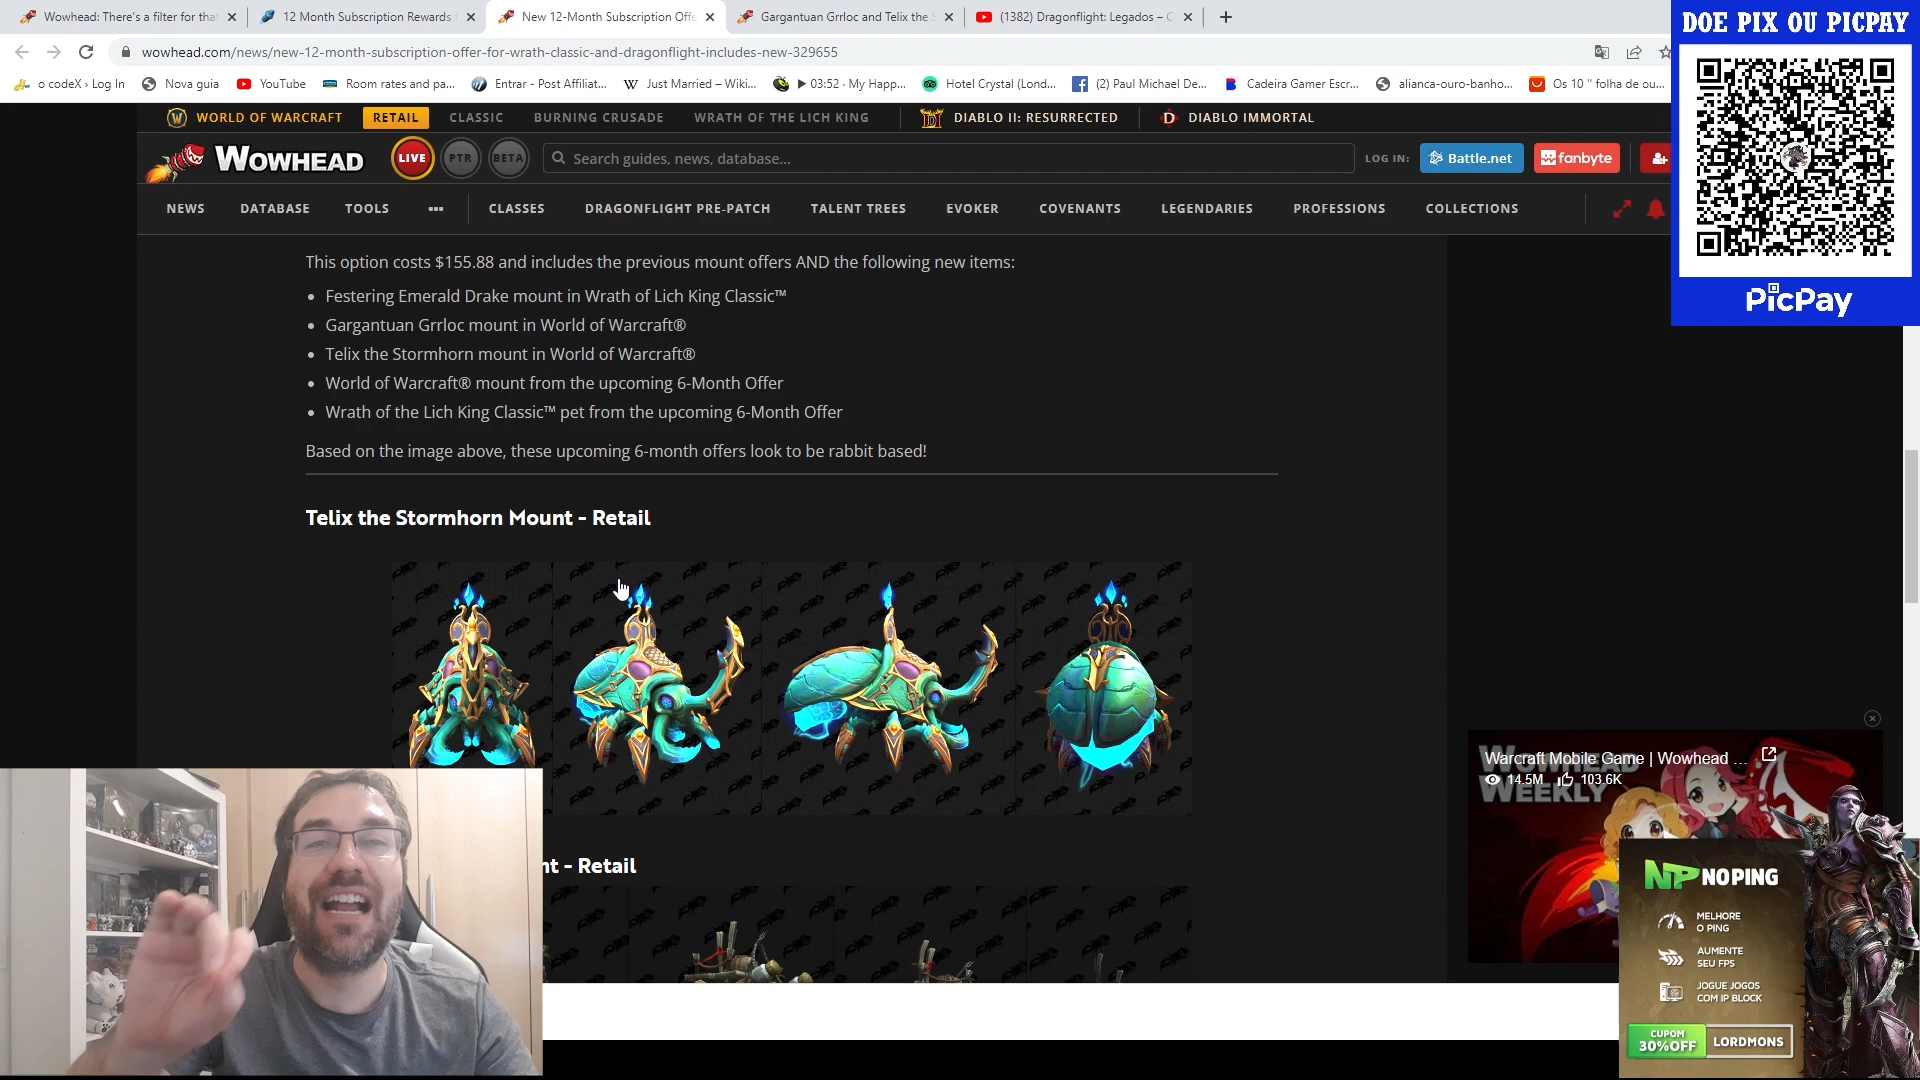 Wowhead: There's a filter for that
12 Month Subscription Rewards
New 12-Month Subscription Offe
Gargantuan Grrloc and Telix the S
(1382) Dragonflight: Legados – C
DOE PIX OU PICPAY
wowhead.com/news/new-12-month-subscription-offer-for-wrath-classic-and-dragonflight-includes-new-329655
o codeX › Log In
Nova guia
YouTube
Room rates and pa...
Entrar - Post Affiliat...
Just Married – Wiki...
03:52 · My Happ...
Hotel Crystal (Lond...
(2) Paul Michael De...
Cadeira Gamer Escr...
alianca-ouro-banho...
Os 10 " folha de ou...
WORLD OF WARCRAFT
RETAIL
CLASSIC
BURNING CRUSADE
WRATH OF THE LICH KING
DIABLO II: RESURRECTED
DIABLO IMMORTAL
WOWHEAD
LIVE
PTR
BETA
Search guides, news, database...
LOG IN:
Battle.net
fanbyte
NEWS
DATABASE
TOOLS
•••
CLASSES
DRAGONFLIGHT PRE-PATCH
TALENT TREES
EVOKER
COVENANTS
LEGENDARIES
PROFESSIONS
COLLECTIONS
PicPay
This option costs $155.88 and includes the previous mount offers AND the following new items:
• Festering Emerald Drake mount in Wrath of Lich King Classic™
• Gargantuan Grrloc mount in World of Warcraft®
• Telix the Stormhorn mount in World of Warcraft®
• World of Warcraft® mount from the upcoming 6-Month Offer
• Wrath of the Lich King Classic™ pet from the upcoming 6-Month Offer
Based on the image above, these upcoming 6-month offers look to be rabbit based!
Telix the Stormhorn Mount - Retail
Warcraft Mobile Game | Wowhead ...
14.5M
103.6K
WOWHEAD
WEEKLY
nt - Retail
NP NOPING
MELHORE
O PING
AUMENTE
SEU FPS
JOGUE JOGOS
COM IP BLOCK
CUPOM
30%OFF
LORDMONS